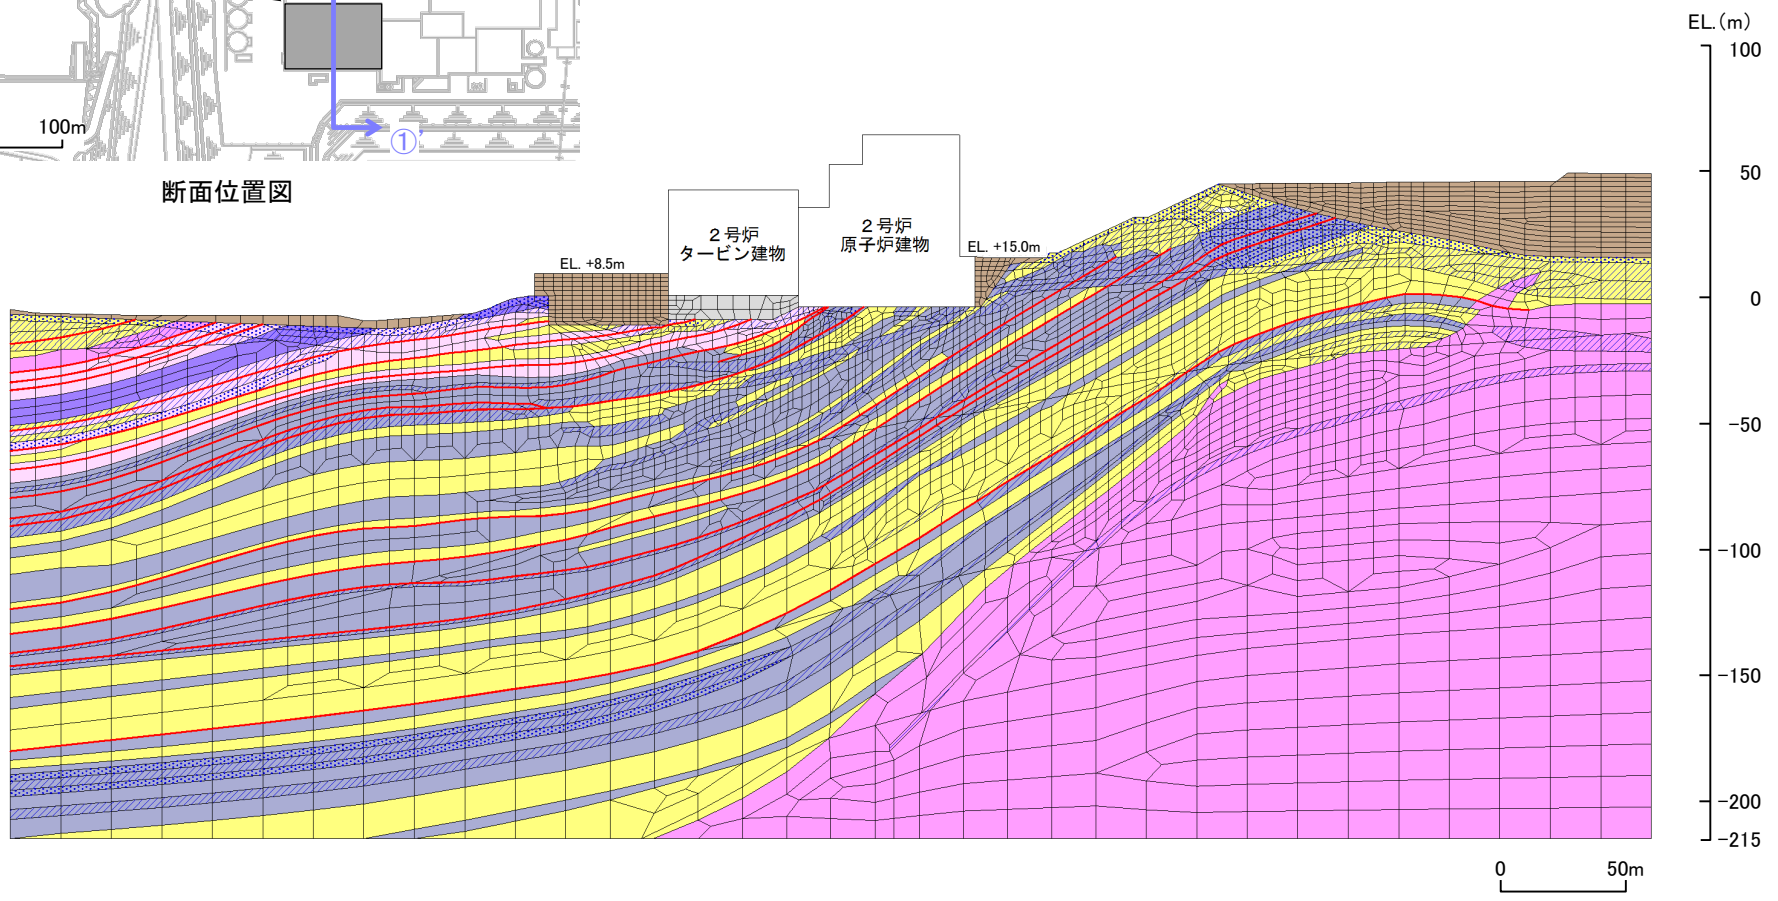 100m
①’
断面位置図
EL. +8.5m
2号炉
タービン建物
2号炉
原子炉建物
EL. +15.0m
EL.(m)
100
50
0
-50
-100
-150
-200
-215
0 50m